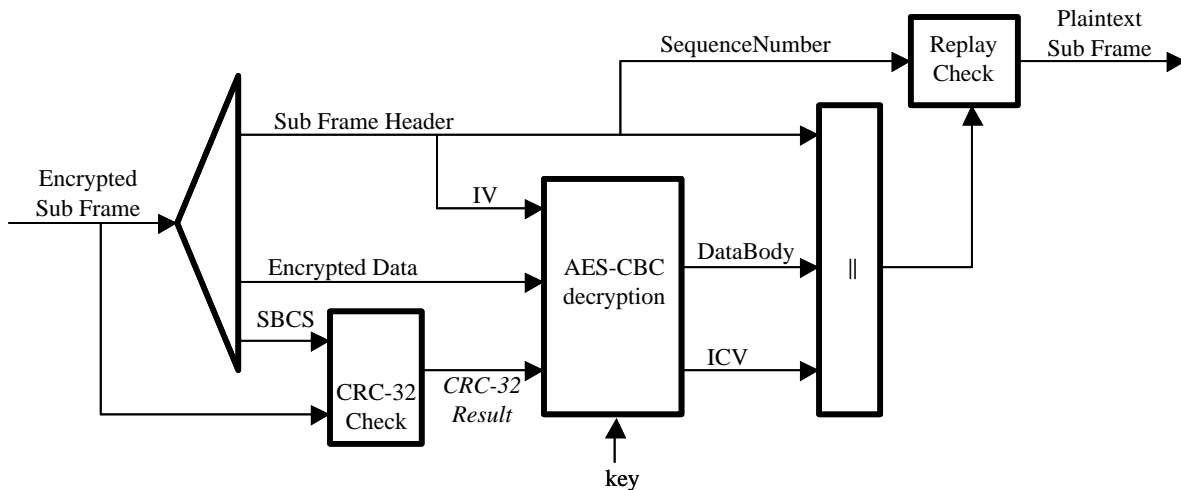 Plaintext
Sub Frame
SequenceNumber
Replay
Check
Sub Frame Header
Encrypted
Sub Frame
IV
AES-CBC
decryption
DataBody
||
Encrypted Data
SBCS
CRC-32
Check
CRC-32
Result
ICV
key